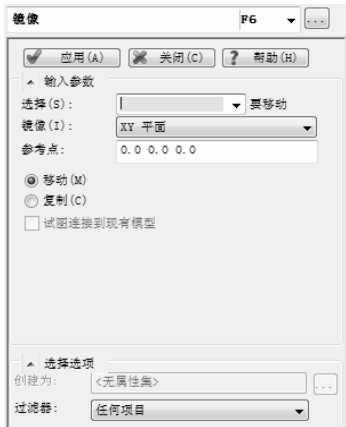 镜像 F6 ...
应用(A) 关闭(C) ? 帮助(H)
输入参数
选择(S): 要移动
镜像(I): XY 平面
参考点: 0.0 0.0 0.0
移动(M)
复制(C)
试图连接到现有模型
选择选项
创建为: <无属性集> ...
过滤器: 任何项目